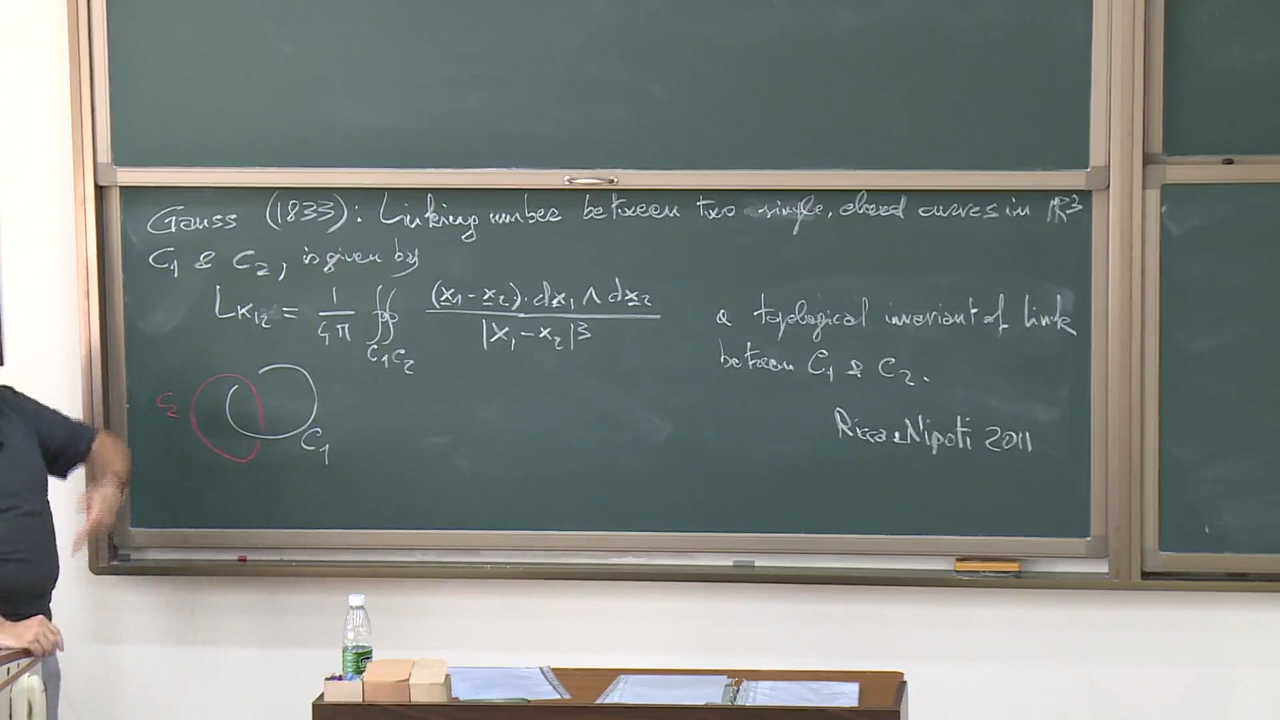 Gauss (1833): Linking number between two simple, closed curves in ℝ³
C₁ & C₂, is given by
Lk₁₂ = 1/4π ∮∮_{C₁ C₂} (x₁ - x₂) · dx₁ ∧ dx₂ / |x₁ - x₂|³
a topological invariant of link
between C₁ & C₂.
C₂
C₁
Ricca & Nipoti 2011